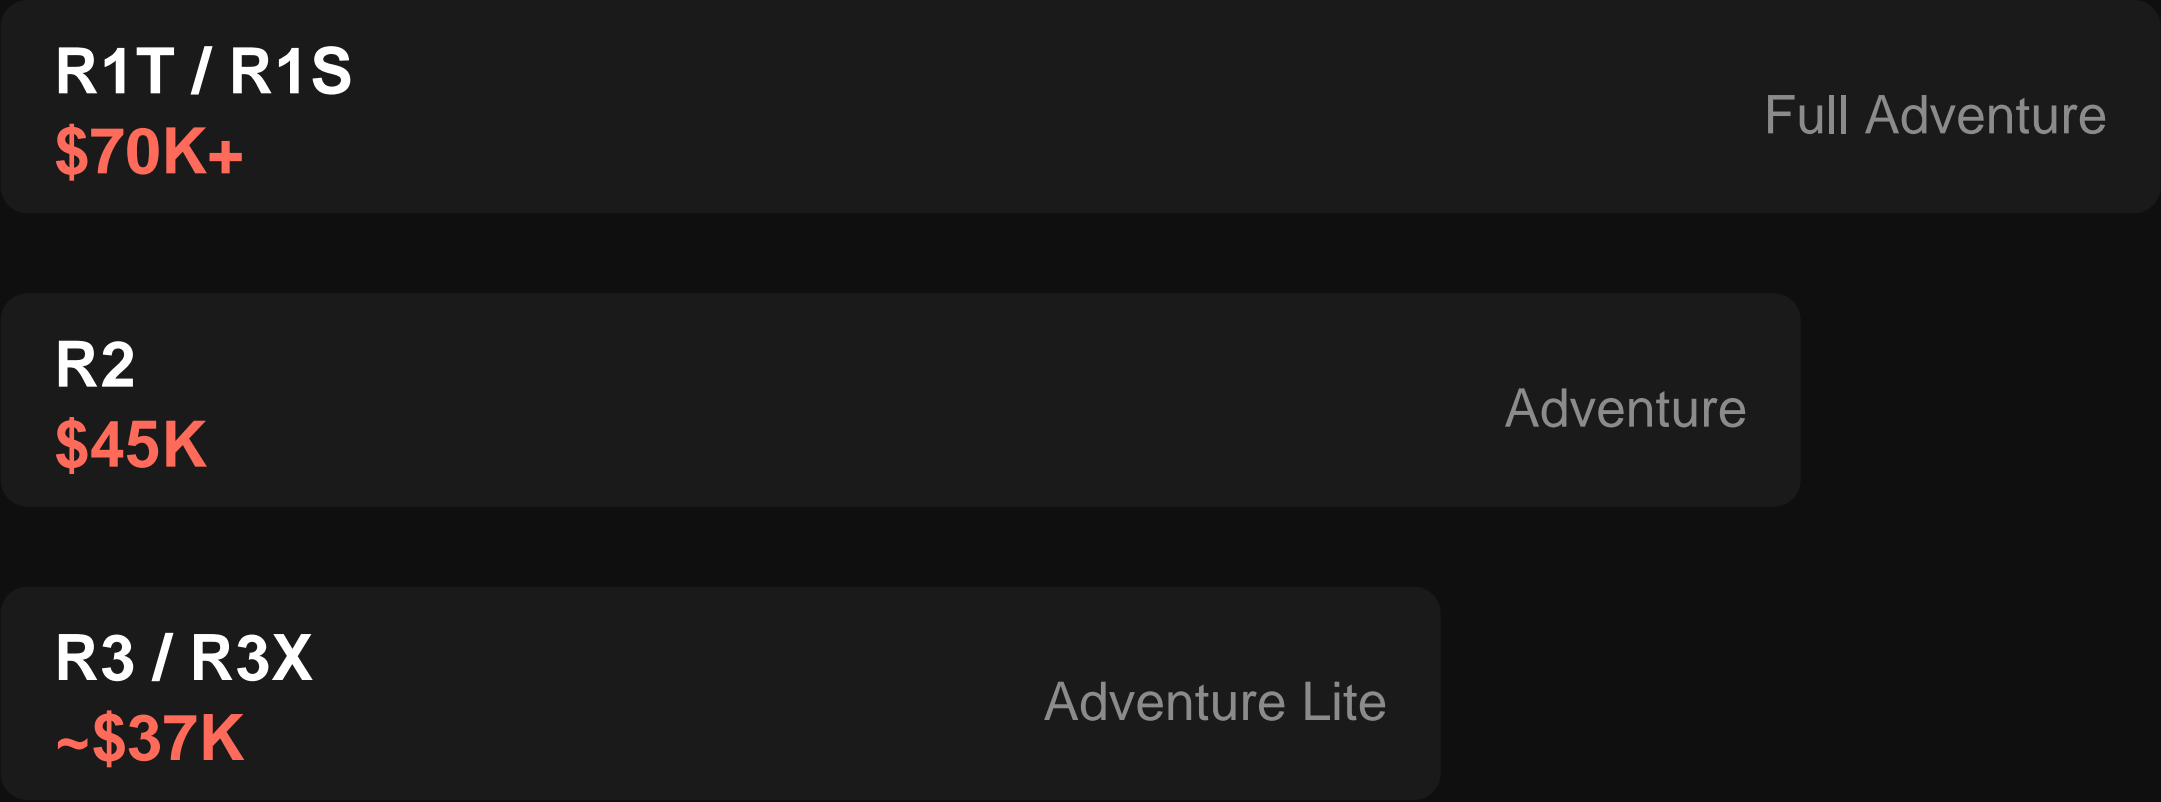 R1T / R1S
$70K+
Full Adventure
R2
$45K
Adventure
R3 / R3X
~$37K
Adventure Lite